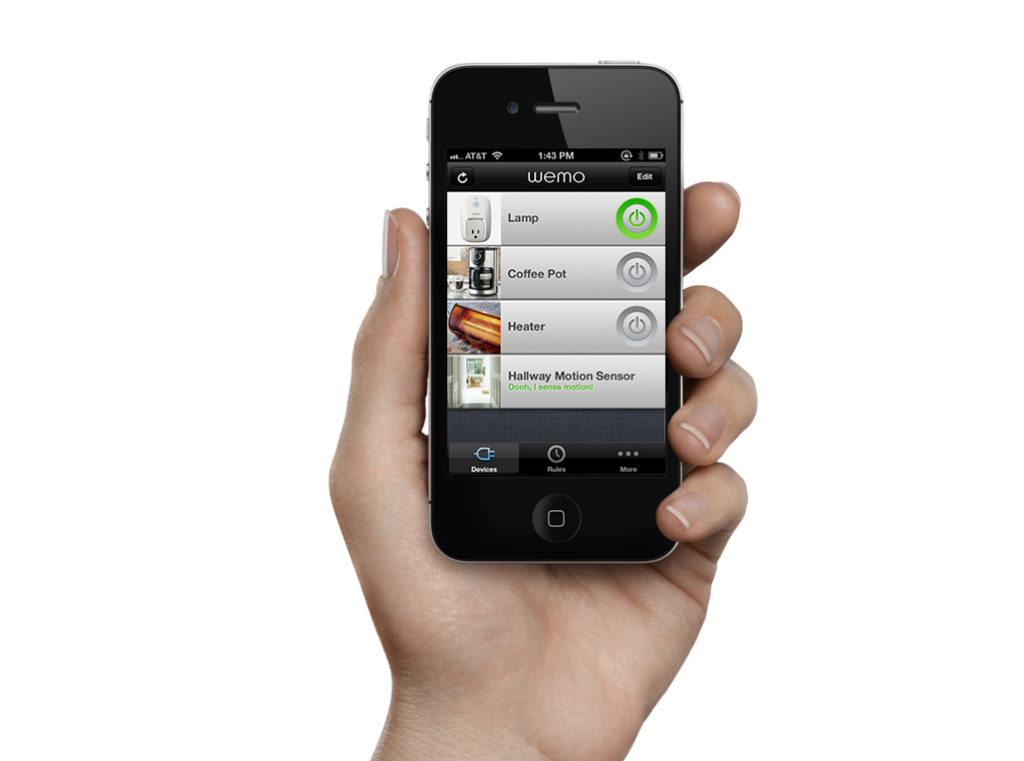 AT&T 1:43 PM
wemo Edit
Lamp
Coffee Pot
Heater
Hallway Motion Sensor
Oooh, I sense motion!
Devices Rules More